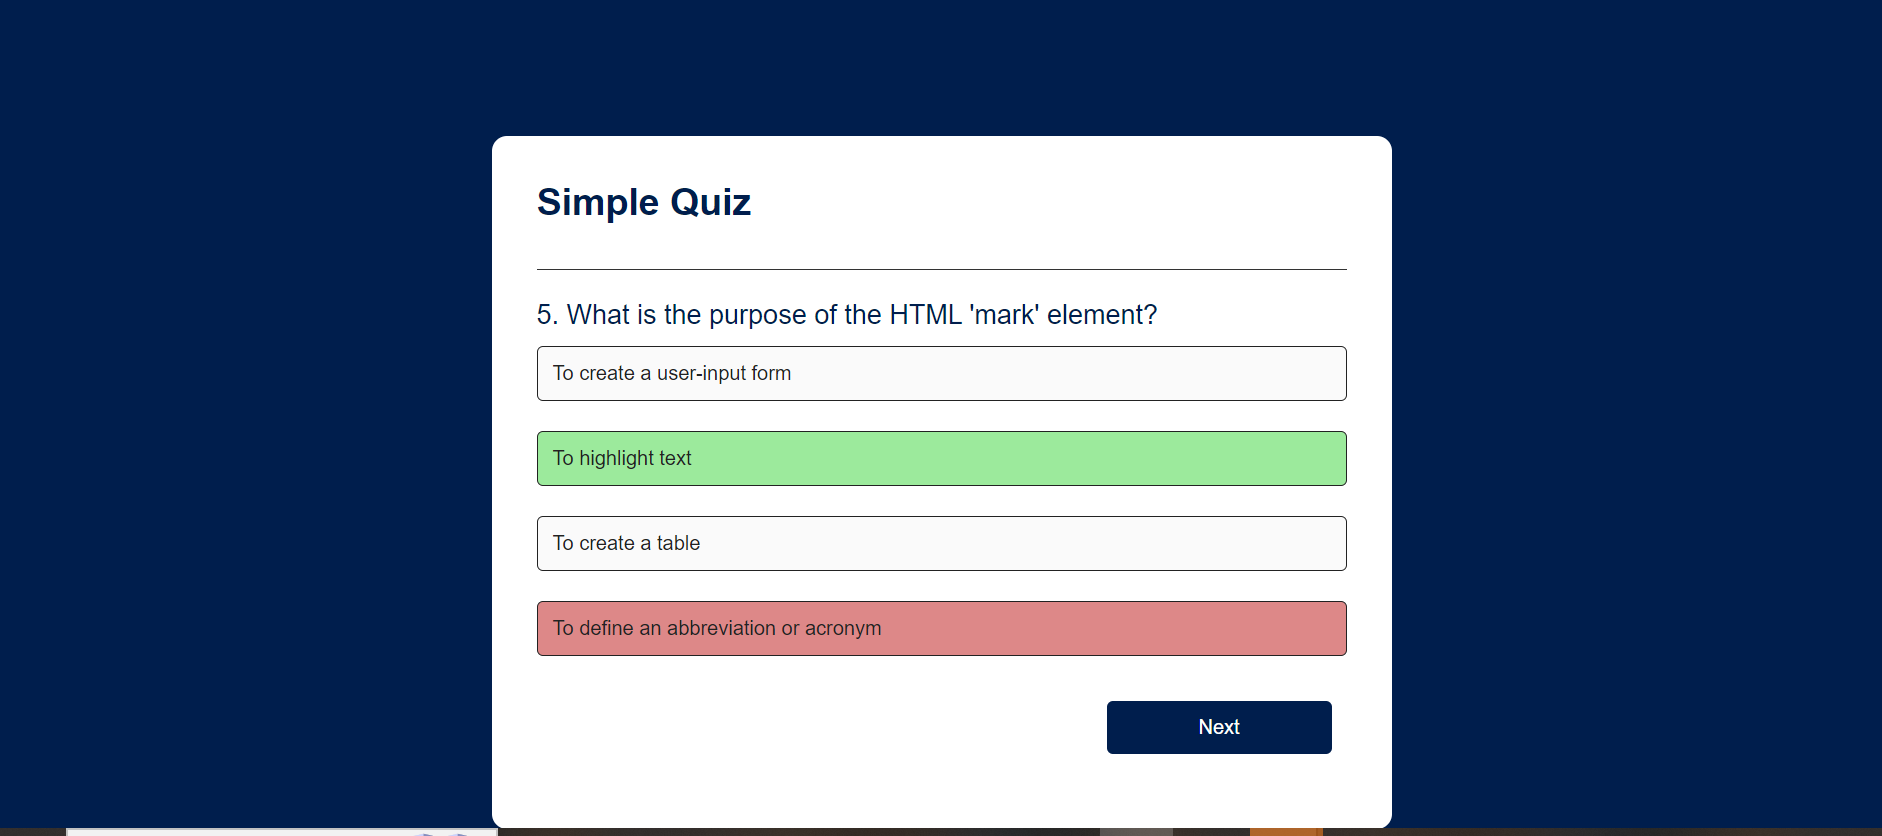 Simple Quiz
5. What is the purpose of the HTML 'mark' element?
To create a user-input form
To highlight text
To create a table
To define an abbreviation or acronym
Next